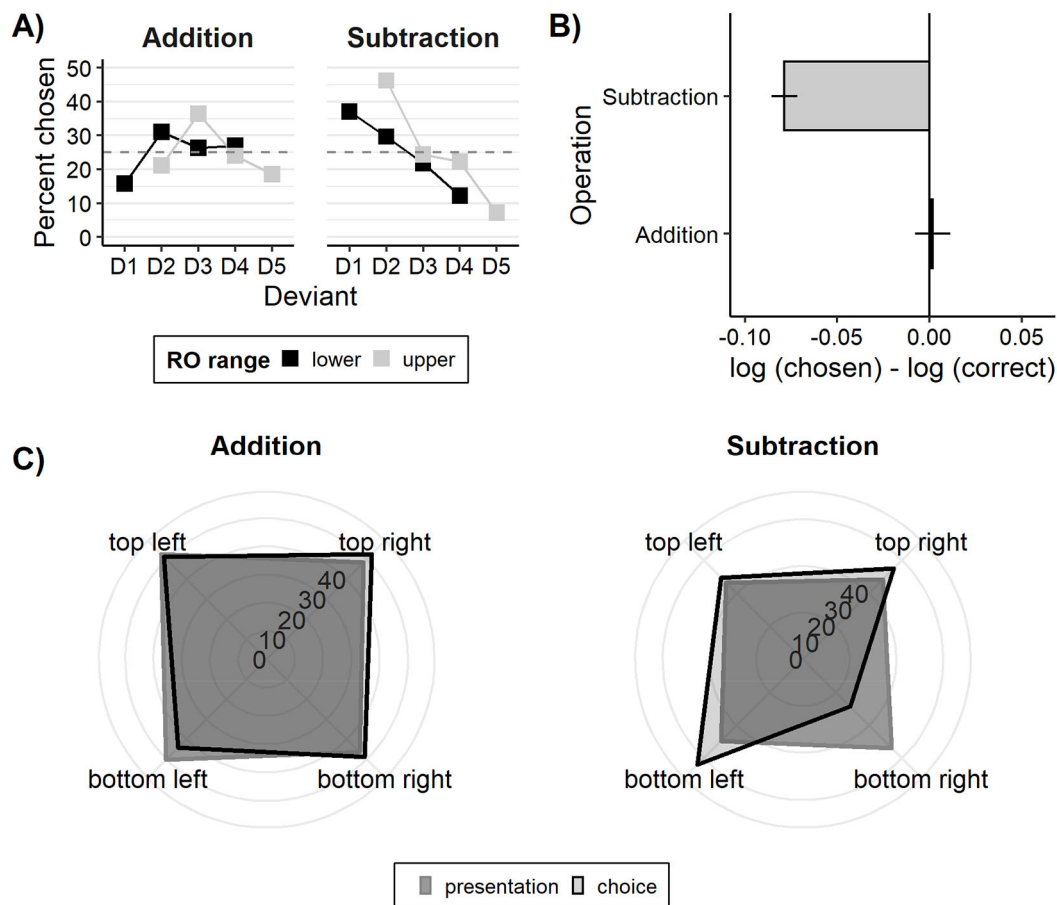 A)
Addition
Subtraction
Percent chosen
50
40
30
20
10
0
D1 D2 D3 D4 D5
D1 D2 D3 D4 D5
Deviant
RO range lower upper
B)
Operation
Subtraction
Addition
-0.10 -0.05 0.00 0.05
log (chosen) - log (correct)
C)
Addition
top left
top right
40
30
20
10
0
bottom left
bottom right
Subtraction
top left
top right
40
30
20
10
0
bottom left
bottom right
presentation choice